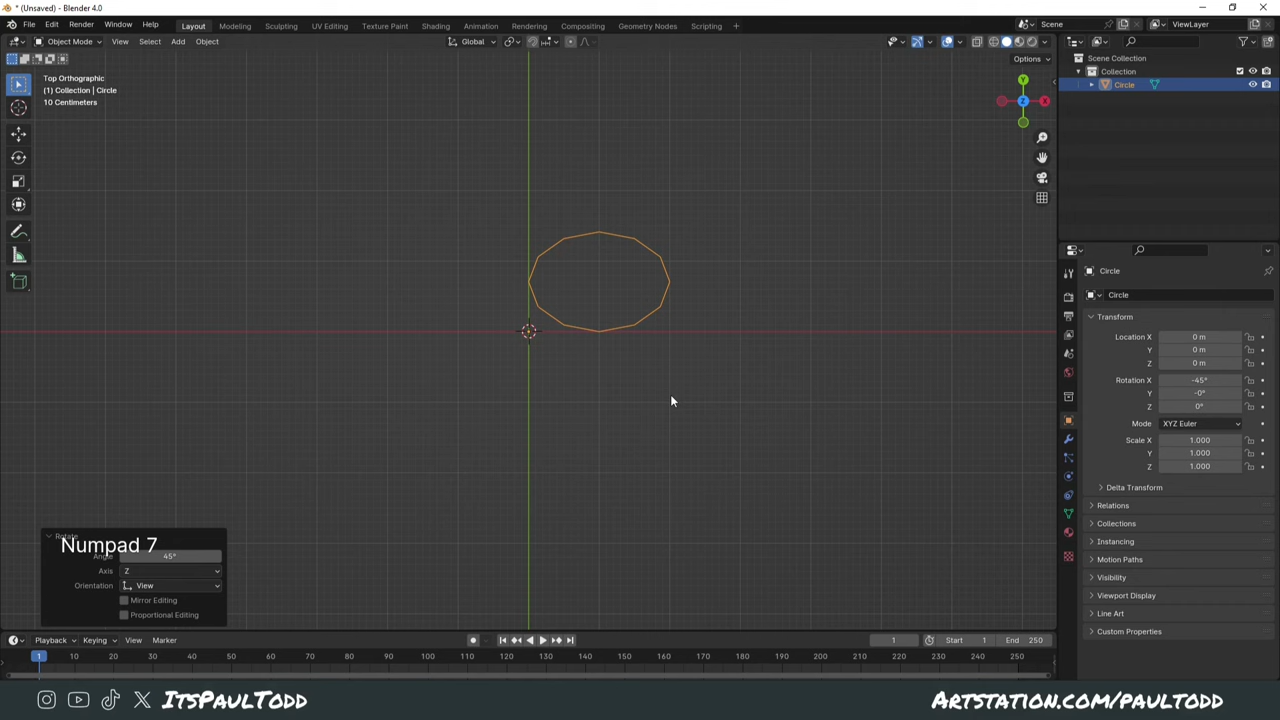 * (Unsaved) - Blender 4.0
File Edit Render Window Help Layout Modeling Sculpting UV Editing Texture Paint Shading Animation Rendering Compositing Geometry Nodes Scripting + Scene ViewLayer
Object Mode View Select Add Object Global
Options
Top Orthographic
(1) Collection | Circle
10 Centimeters
Y
Z X
Scene Collection
Collection
Circle
Circle
Circle
Transform
Location X 0 m
Y 0 m
Z 0 m
Rotation X -45°
Y -0°
Z 0°
Mode XYZ Euler
Scale X 1.000
Y 1.000
Z 1.000
Delta Transform
Relations
Collections
Instancing
Motion Paths
Visibility
Viewport Display
Line Art
Custom Properties
Rotate
Numpad 7
Angle 45°
Axis Z
Orientation View
Mirror Editing
Proportional Editing
Playback Keying View Marker 1 Start 1 End 250
1 10 20 30 40 50 60 70 80 90 100 110 120 130 140 150 160 170 180 190 200 210 220 230 240 250
ItsPaulTodd Artstation.com/paultodd